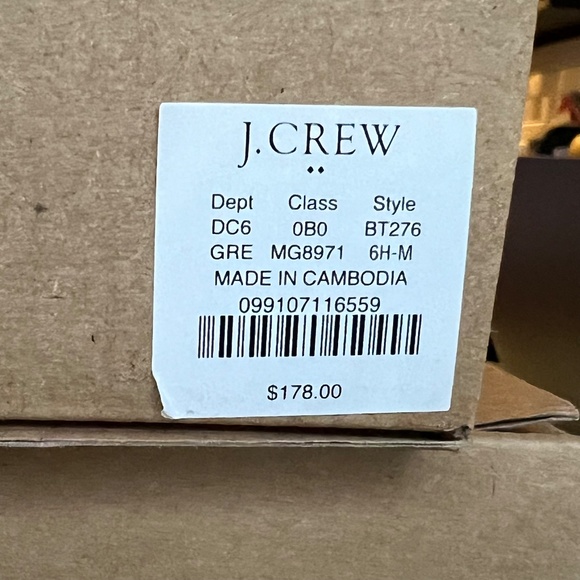 J.CREW
Dept Class Style
DC6 0B0 BT276
GRE MG8971 6H-M
MADE IN CAMBODIA
099107116559
$178.00